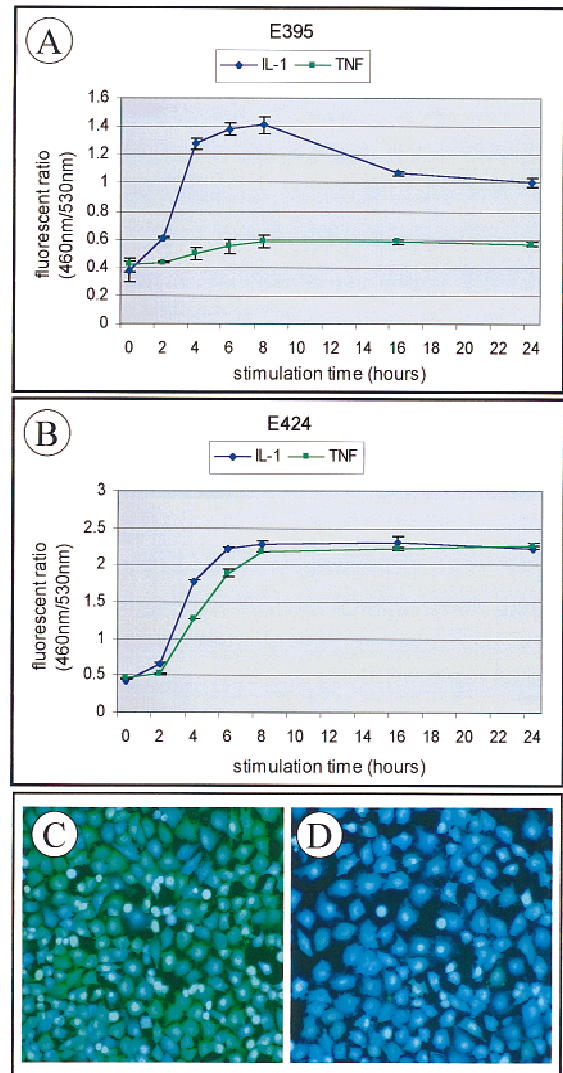 A
E395
IL-1 TNF
fluorescent ratio
(460nm/530nm)
1.6
1.4
1.2
1
0.8
0.6
0.4
0.2
0
0 2 4 6 8 10 12 14 16 18 20 22 24
stimulation time (hours)
B
E424
IL-1 TNF
fluorescent ratio
(460nm/530nm)
3
2.5
2
1.5
1
0.5
0
0 2 4 6 8 10 12 14 16 18 20 22 24
stimulation time (hours)
C
D